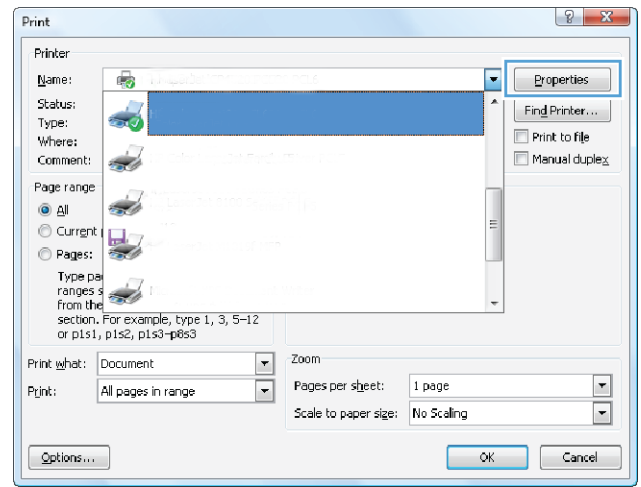 Print
Printer
Name:
Properties
Status:
Find Printer...
Type:
Print to file
Where:
Manual duplex
Comment:
Page range
All
Current
Pages:
Type
ranges
from the
section. For example, type 1, 3, 5–12
or p1s1, p1s2, p1s3–p8s3
Print what: Document
Zoom
Print: All pages in range
Pages per sheet: 1 page
Scale to paper size: No Scaling
Options...
OK
Cancel